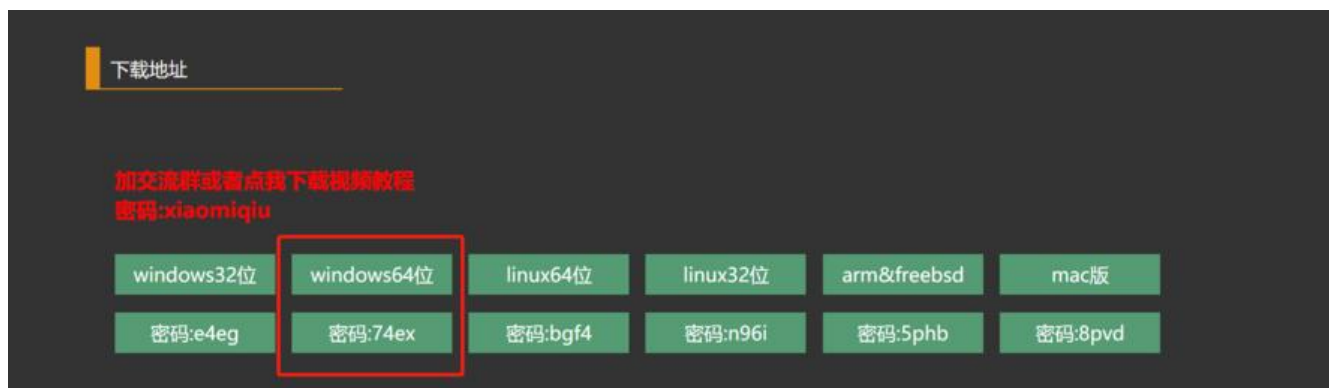 下载地址
加交流群或者点我下载视频教程
密码:xiaomiqiu
windows32位 windows64位 linux64位 linux32位 arm&freebsd mac版
密码:e4eg 密码:74ex 密码:bgf4 密码:n96i 密码:5phb 密码:8pvd